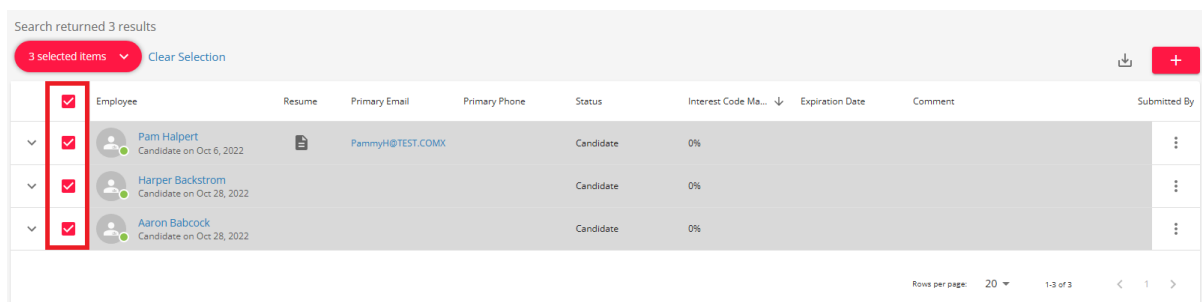 Search returned 3 results
3 selected items Clear Selection
+
Employee Resume Primary Email Primary Phone Status Interest Code Ma... Expiration Date Comment Submitted By
Pam Halpert PammyH@TEST.COMX Candidate 0%
Candidate on Oct 6, 2022
Harper Backstrom Candidate 0%
Candidate on Oct 28, 2022
Aaron Babcock Candidate 0%
Candidate on Oct 28, 2022
Rows per page: 20 1-3 of 3 < 1 >